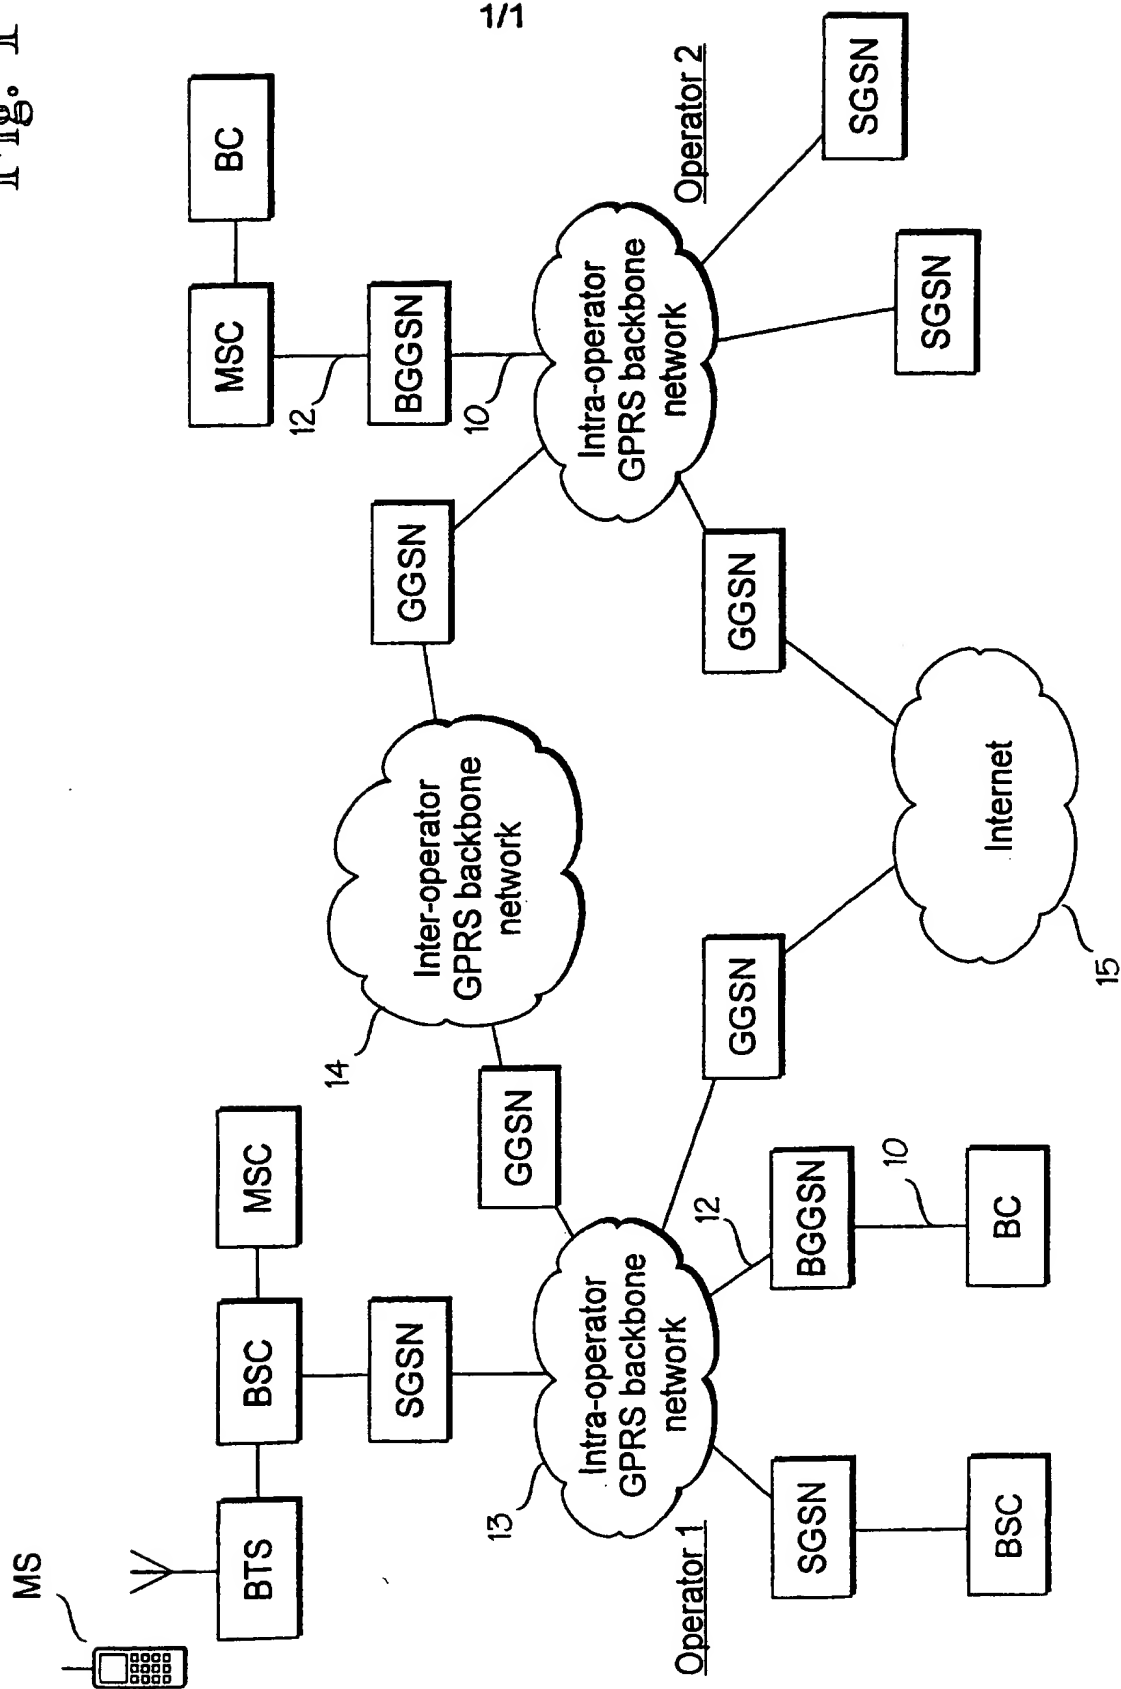 1/1
Fig. 1
MS
BTS
BSC
MSC
SGSN
14
Inter-operator
GPRS backbone
network
GGSN
GGSN
MSC
BC
12
BGGSN
10
13
Intra-operator
GPRS backbone
network
Intra-operator
GPRS backbone
network
Operator 1
Operator 2
SGSN
BSC
12
BGGSN
10
BC
GGSN
GGSN
Internet
15
SGSN
SGSN